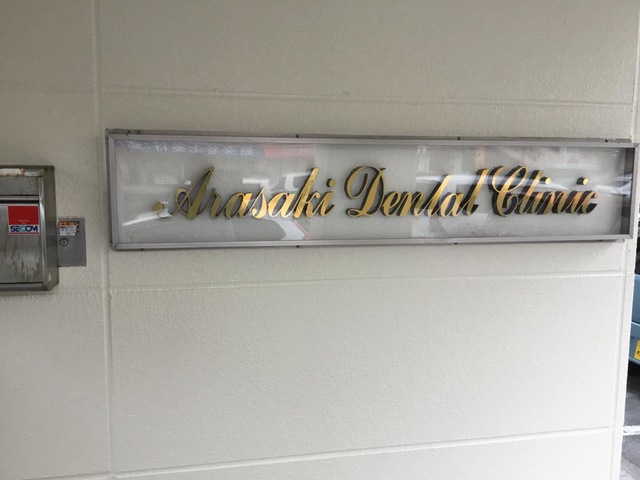 Arasaki Dental Clinic
SECOM